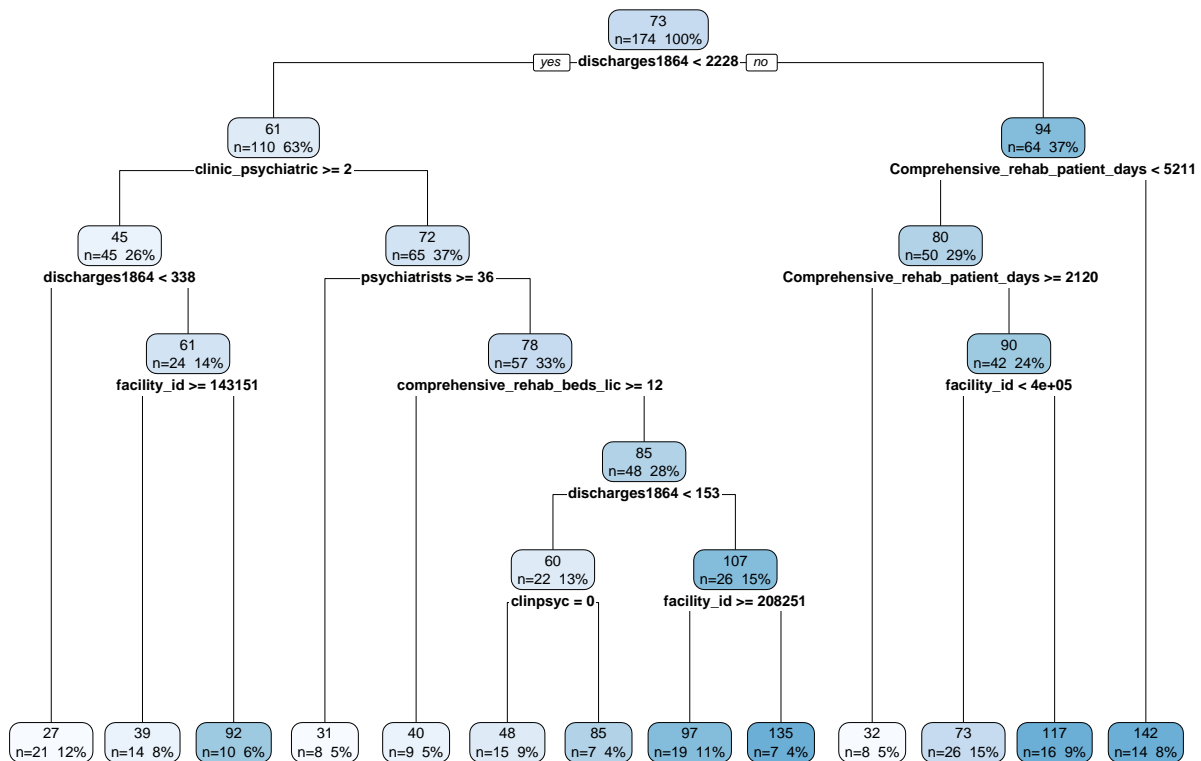 73
n=174 100%
yes discharges1864 < 2228 no
61
n=110 63%
clinic_psychiatric >= 2
94
n=64 37%
Comprehensive_rehab_patient_days < 5211
45
n=45 26%
discharges1864 < 338
72
n=65 37%
psychiatrists >= 36
80
n=50 29%
Comprehensive_rehab_patient_days >= 2120
61
n=24 14%
facility_id >= 143151
78
n=57 33%
comprehensive_rehab_beds_lic >= 12
90
n=42 24%
facility_id < 4e+05
85
n=48 28%
discharges1864 < 153
60
n=22 13%
clinpsyc = 0
107
n=26 15%
facility_id >= 208251
27
n=21 12%
39
n=14 8%
92
n=10 6%
31
n=8 5%
40
n=9 5%
48
n=15 9%
85
n=7 4%
97
n=19 11%
135
n=7 4%
32
n=8 5%
73
n=26 15%
117
n=16 9%
142
n=14 8%